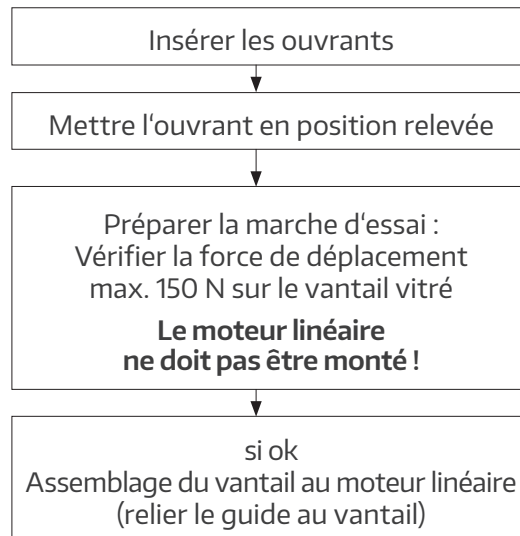 Insérer les ouvrants
Mettre l‘ouvrant en position relevée
Préparer la marche d'essai :
Vérifier la force de déplacement
max. 150 N sur le vantail vitré
Le moteur linéaire
ne doit pas être monté !
si ok
Assemblage du vantail au moteur linéaire
(relier le guide au vantail)